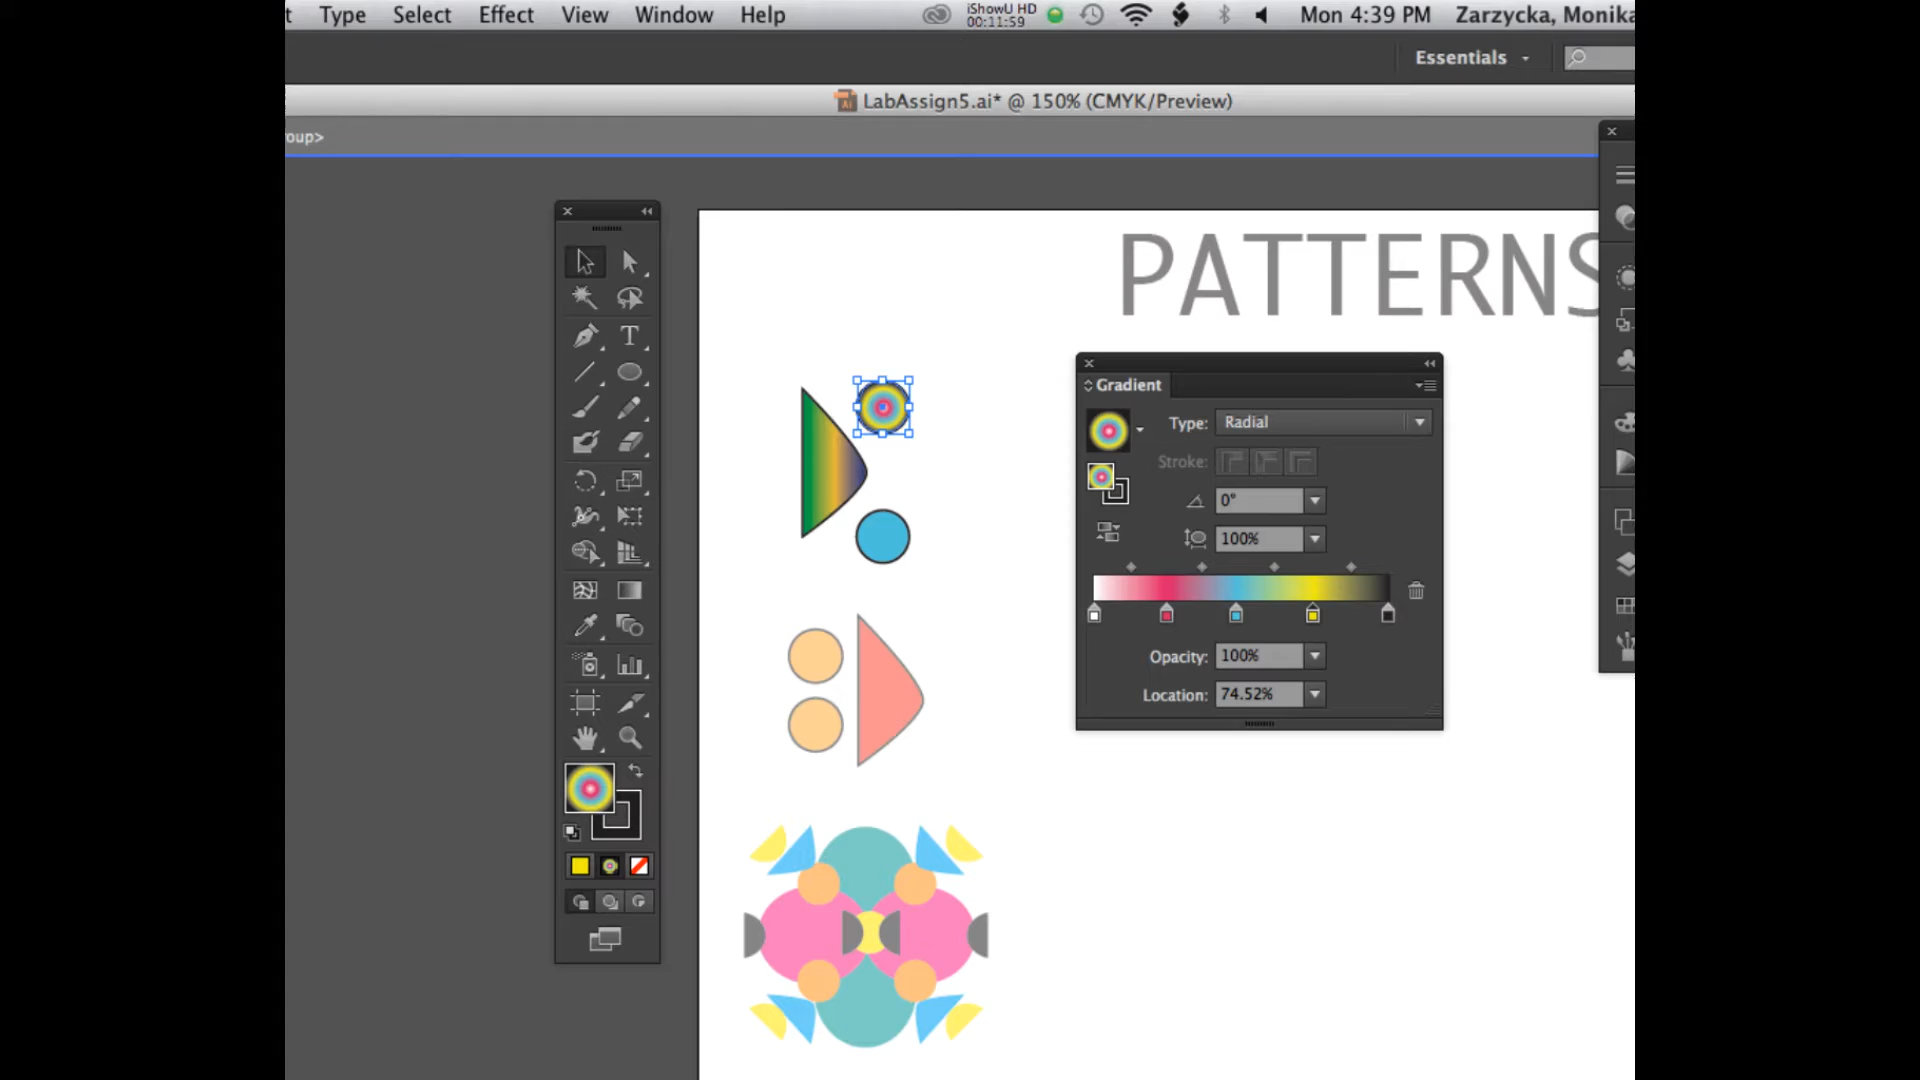 t Type Select Effect View Window Help iShowU HD 00:11:59 Mon 4:39 PM Zarzycka, Monika
Essentials
LabAssign5.ai* @ 150% (CMYK/Preview)
oup>
PATTERNS
Gradient
Type: Radial
Stroke:
0°
100%
Opacity: 100%
Location: 74.52%